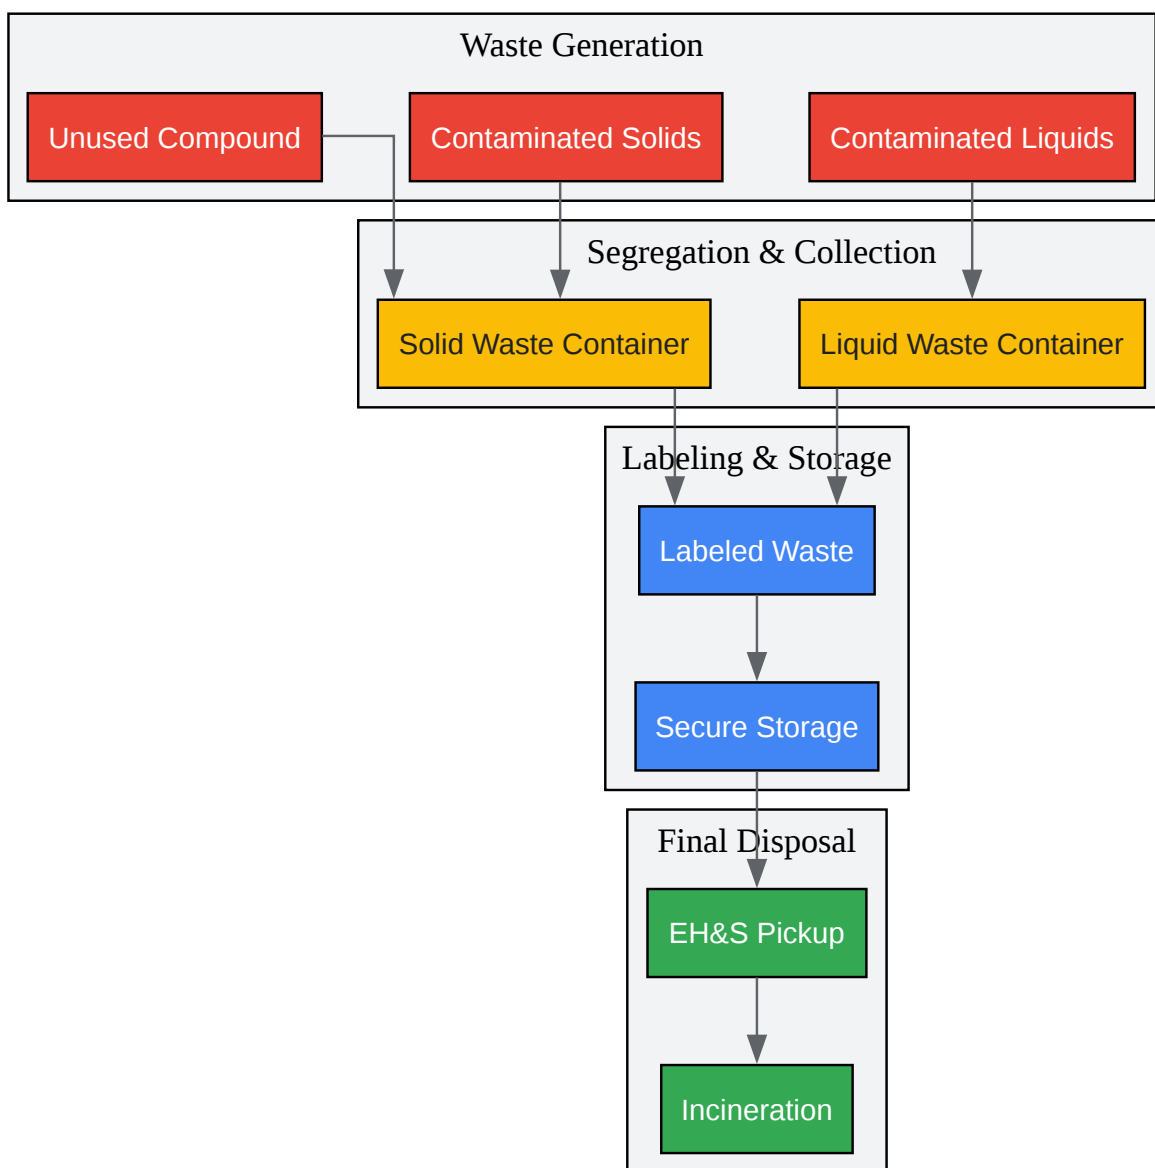 Waste Generation
Unused Compound
Contaminated Solids
Contaminated Liquids
Segregation & Collection
Solid Waste Container
Liquid Waste Container
Labeling & Storage
Labeled Waste
Secure Storage
Final Disposal
EH&S Pickup
Incineration